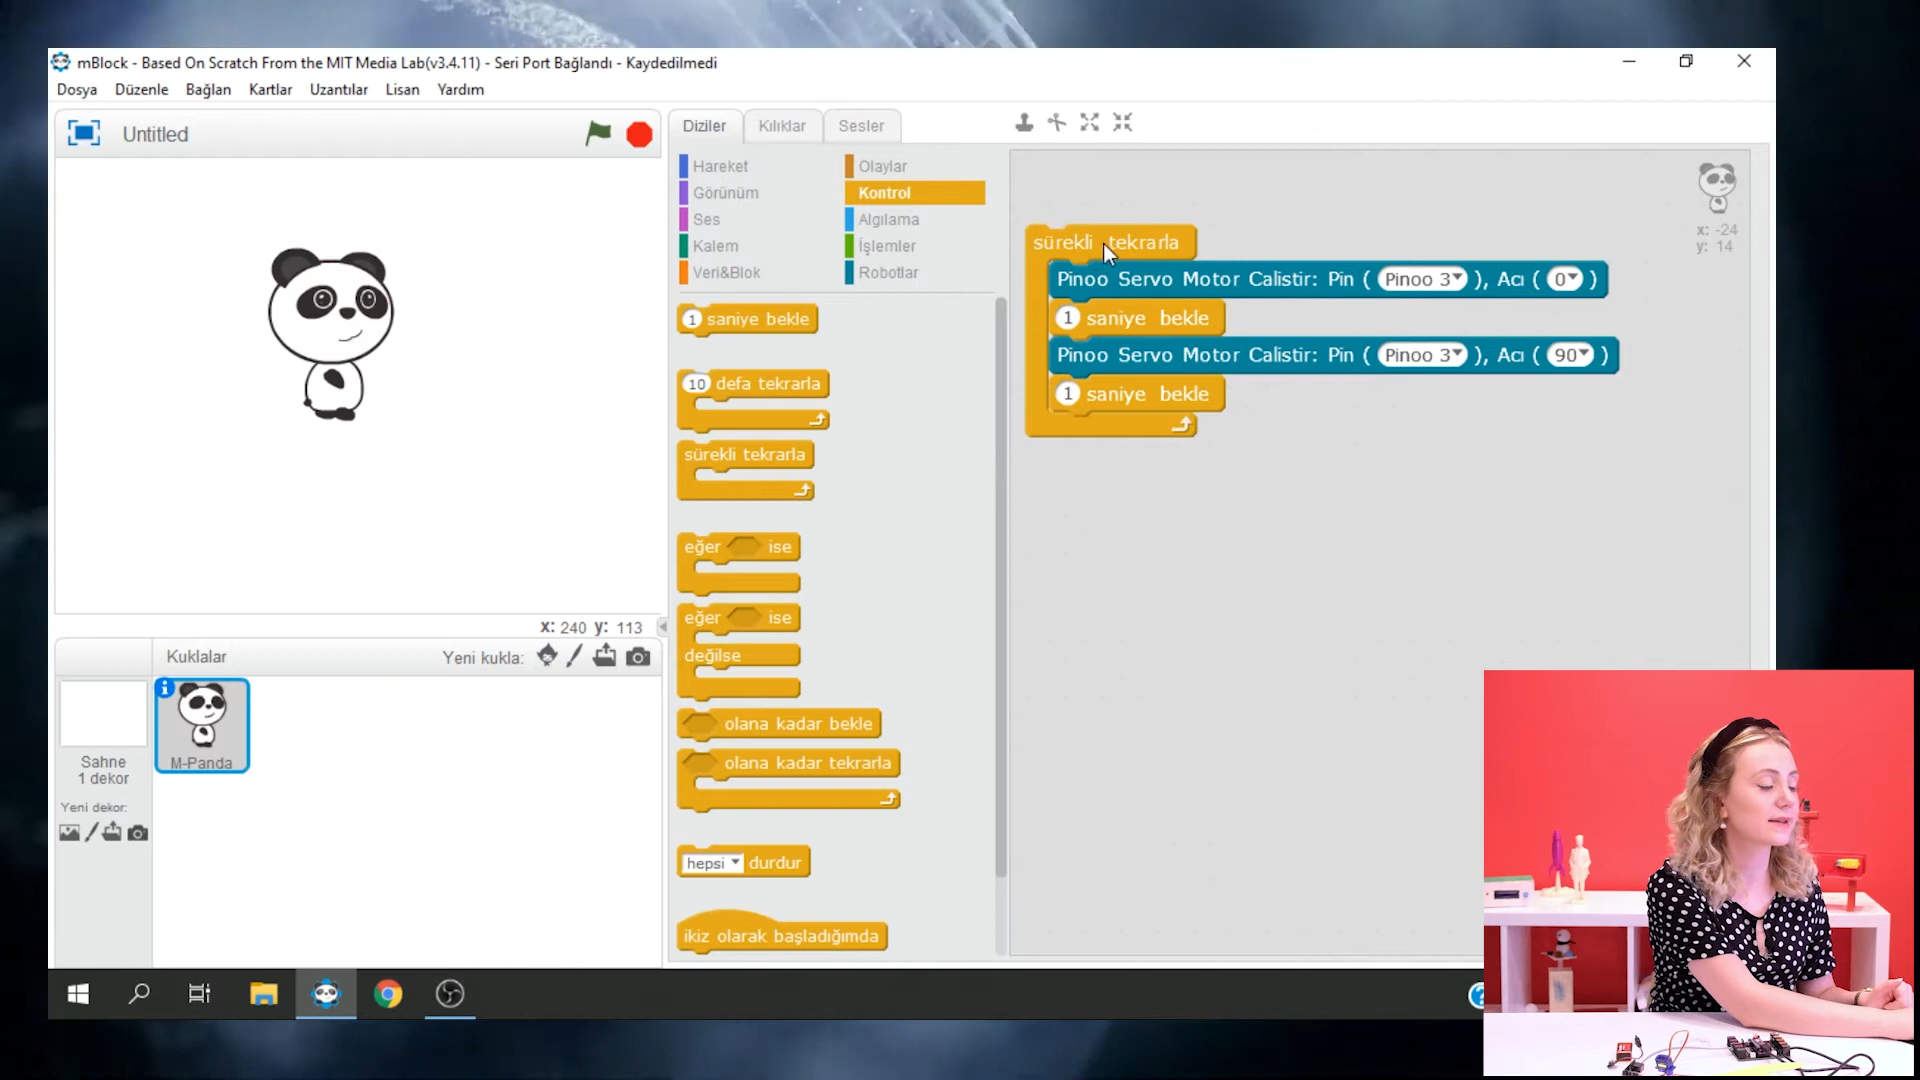 mBlock - Based On Scratch From the MIT Media Lab(v3.4.11) - Seri Port Bağlandı - Kaydedilmedi
Dosya Düzenle Bağlan Kartlar Uzantılar Lisan Yardım
Untitled
Diziler Kılıklar Sesler
Hareket Olaylar
Görünüm Kontrol
Ses Algılama
Kalem İşlemler
Veri&Blok Robotlar
1 saniye bekle
10 defa tekrarla
sürekli tekrarla
eğer ise
eğer ise
değilse
olana kadar bekle
olana kadar tekrarla
hepsi durdur
ikiz olarak başladığımda
sürekli tekrarla
Pinoo Servo Motor Calistir: Pin ( Pinoo 3 ), Acı ( 0 )
1 saniye bekle
Pinoo Servo Motor Calistir: Pin ( Pinoo 3 ), Acı ( 90 )
1 saniye bekle
x: -24
y: 14
x: 240 y: 113
Kuklalar Yeni kukla:
Sahne
1 dekor
Yeni dekor:
M-Panda